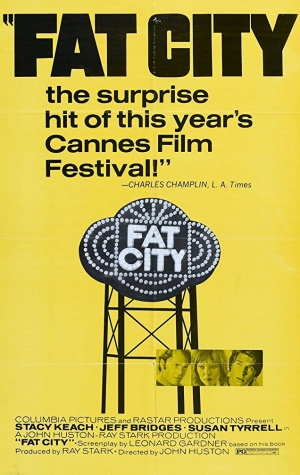 "FAT CITY
the surprise
hit of this year's
Cannes Film
Festival!"
—CHARLES CHAMPLIN, L. A. Times
FAT
CITY
COLUMBIA PICTURES and RASTAR PRODUCTIONS Present
STACY KEACH · JEFF BRIDGES · SUSAN TYRRELL in
A JOHN HUSTON-RAY STARK PRODUCTION
"FAT CITY" · Screenplay by LEONARD GARDNER based on his book
Produced by RAY STARK · Directed by JOHN HUSTON PG